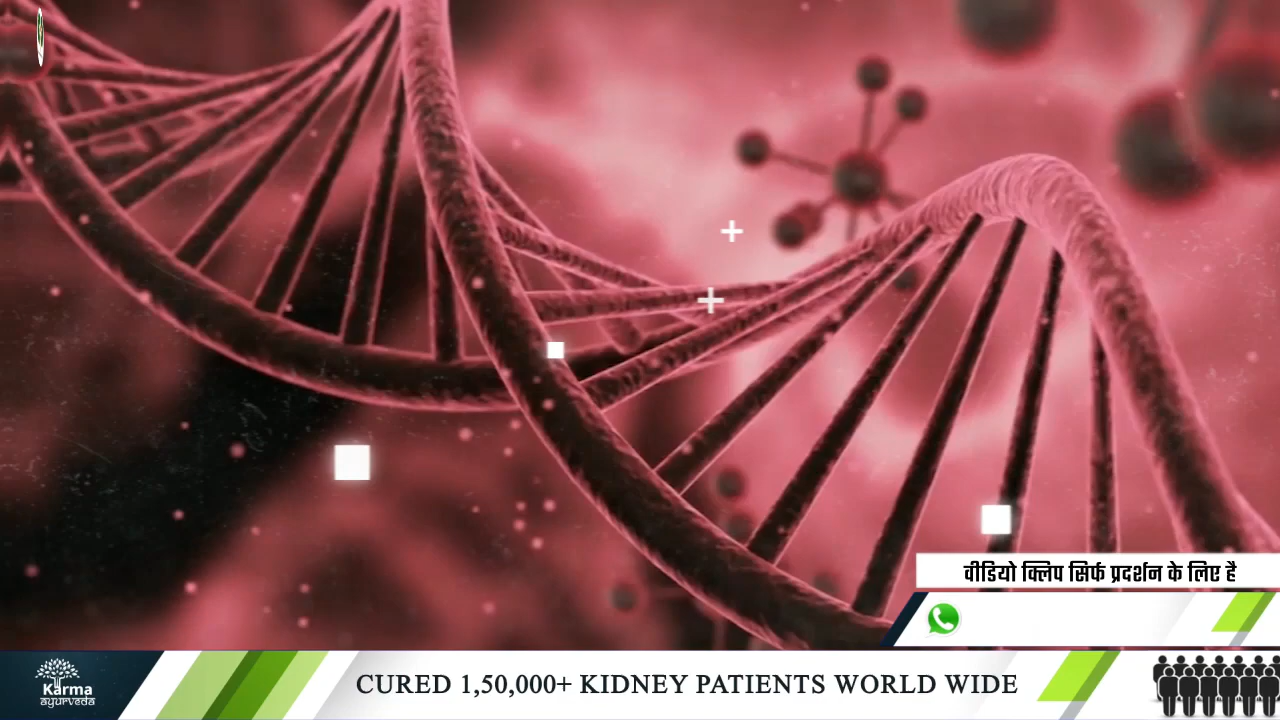 वीडियो क्लिप सिर्फ प्रदर्शन के लिए है
Karma
ayurveda
CURED 1,50,000+ KIDNEY PATIENTS WORLD WIDE